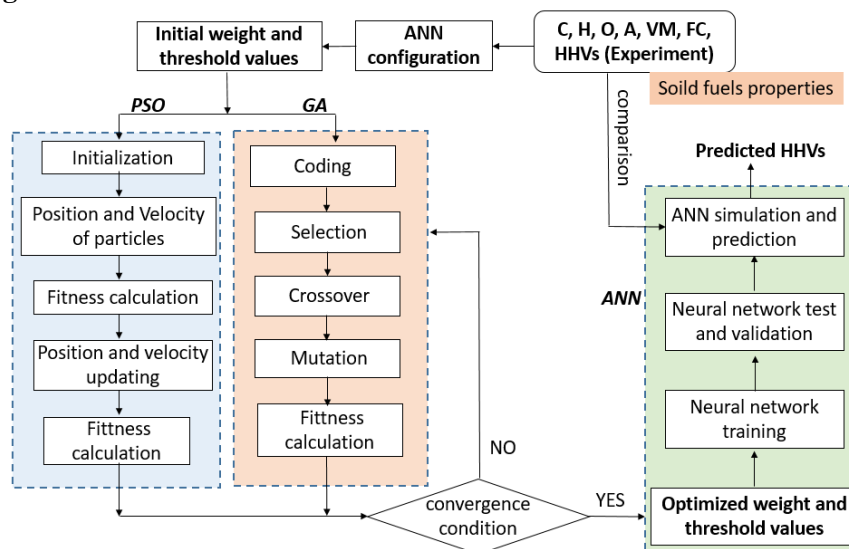 Initial weight and
threshold values
ANN
configuration
C, H, O, A, VM, FC,
HHVs (Experiment)
Soild fuels properties
PSO
GA
comparison
Initialization
Position and Velocity
of particles
Fitness calculation
Position and velocity
updating
Fittness
calculation
Coding
Selection
Crossover
Mutation
Fittness
calculation
NO
convergence
condition
YES
Predicted HHVs
ANN simulation and
prediction
ANN
Neural network test
and validation
Neural network
training
Optimized weight and
threshold values